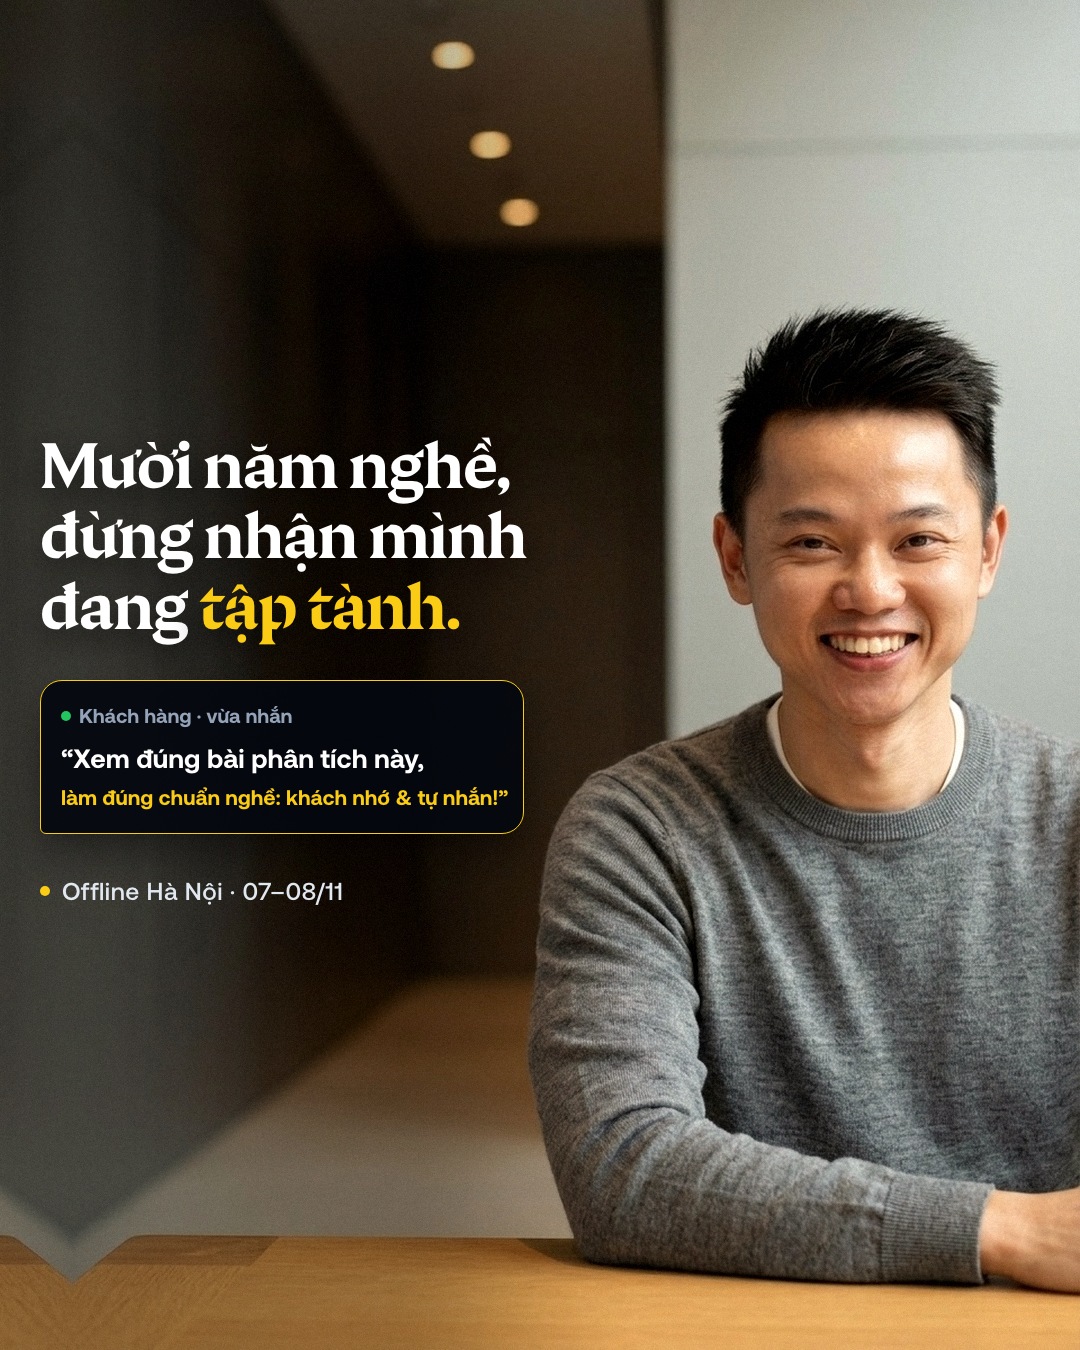 Mười năm nghề,
đừng nhận mình
đang tập tành.
Khách hàng · vừa nhắn
“Xem đúng bài phân tích này,
làm đúng chuẩn nghề: khách nhớ & tự nhắn!”
Offline Hà Nội · 07–08/11